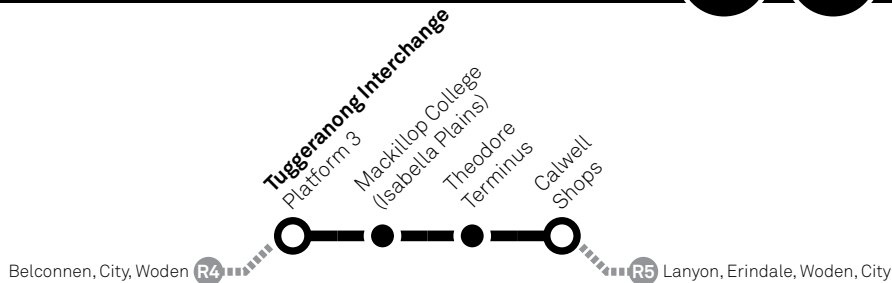 Tuggeranong Interchange
Platform 3
Mackillop College
(Isabella Plains)
Theodore
Terminus
Calwell
Shops
Belconnen, City, Woden R4
R5 Lanyon, Erindale, Woden, City